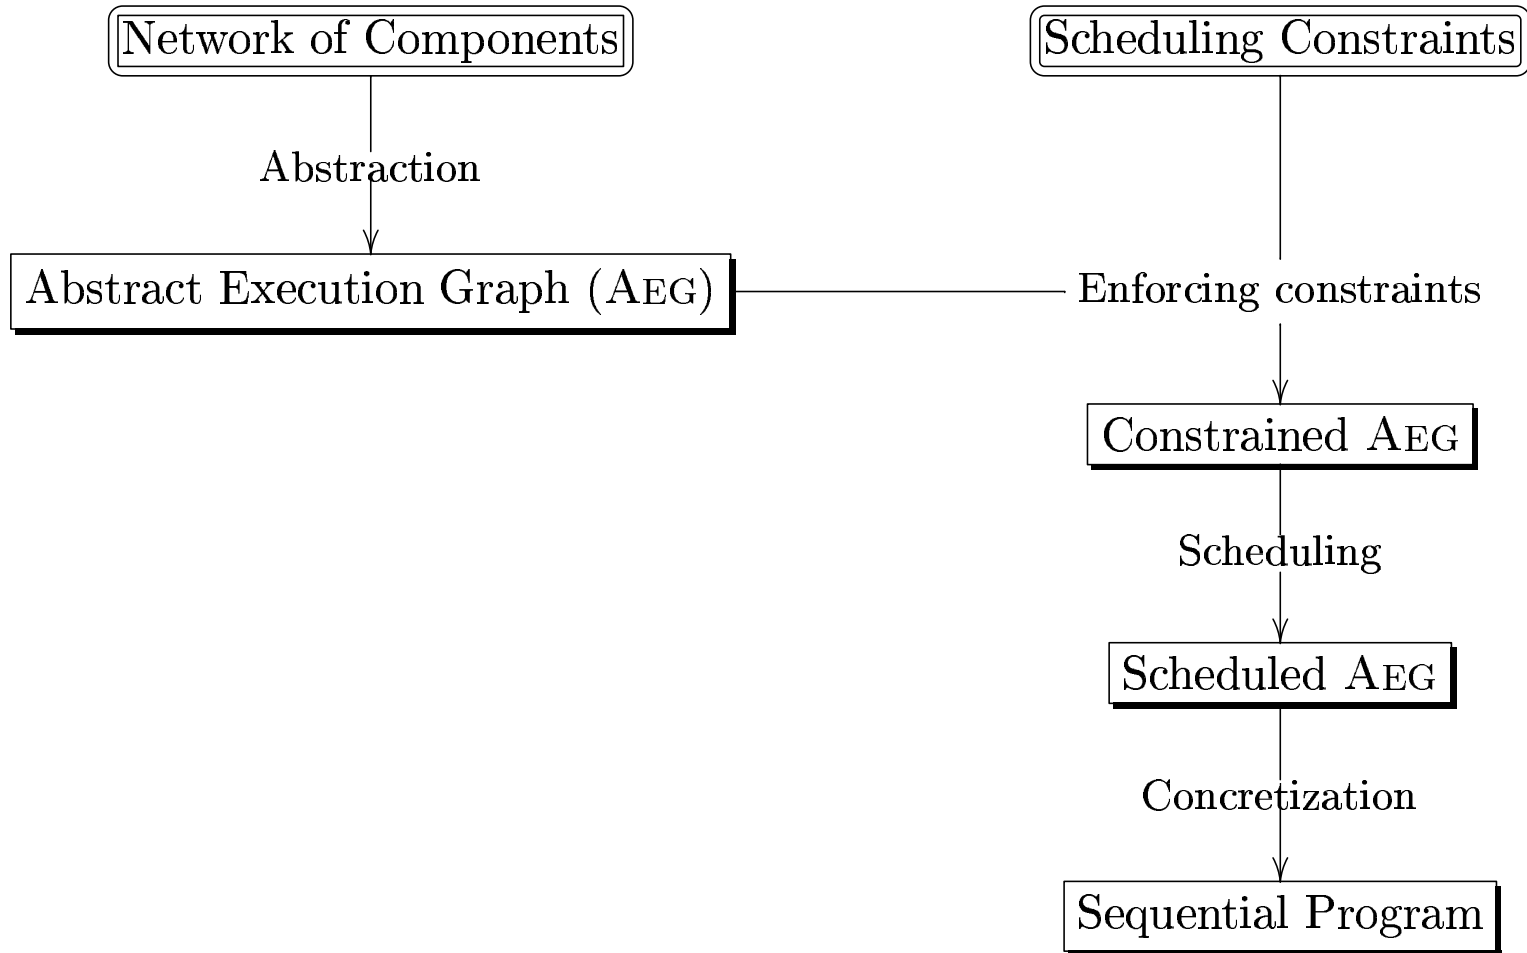 Network of Components
Scheduling Constraints
Abstraction
Abstract Execution Graph (AEG)
Enforcing constraints
Constrained AEG
Scheduling
Scheduled AEG
Concretization
Sequential Program